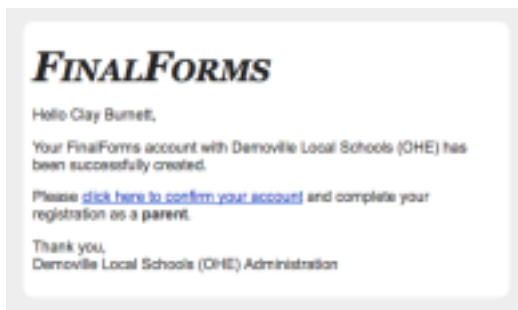 FINALFORMS
Hello Clay Burnett,
Your FinalForms account with Demoville Local Schools (OHE) has
been successfully created.
Please click here to confirm your account and complete your
registration as a parent.
Thank you,
Demoville Local Schools (OHE) Administration